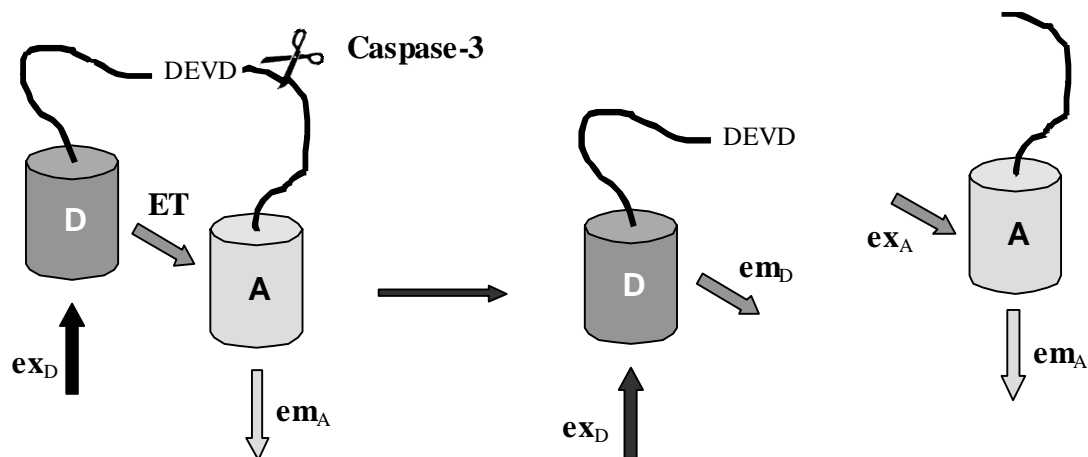 DEVD
Caspase-3
D
ET
A
ex_D
em_A
DEVD
D
em_D
ex_D
ex_A
A
em_A